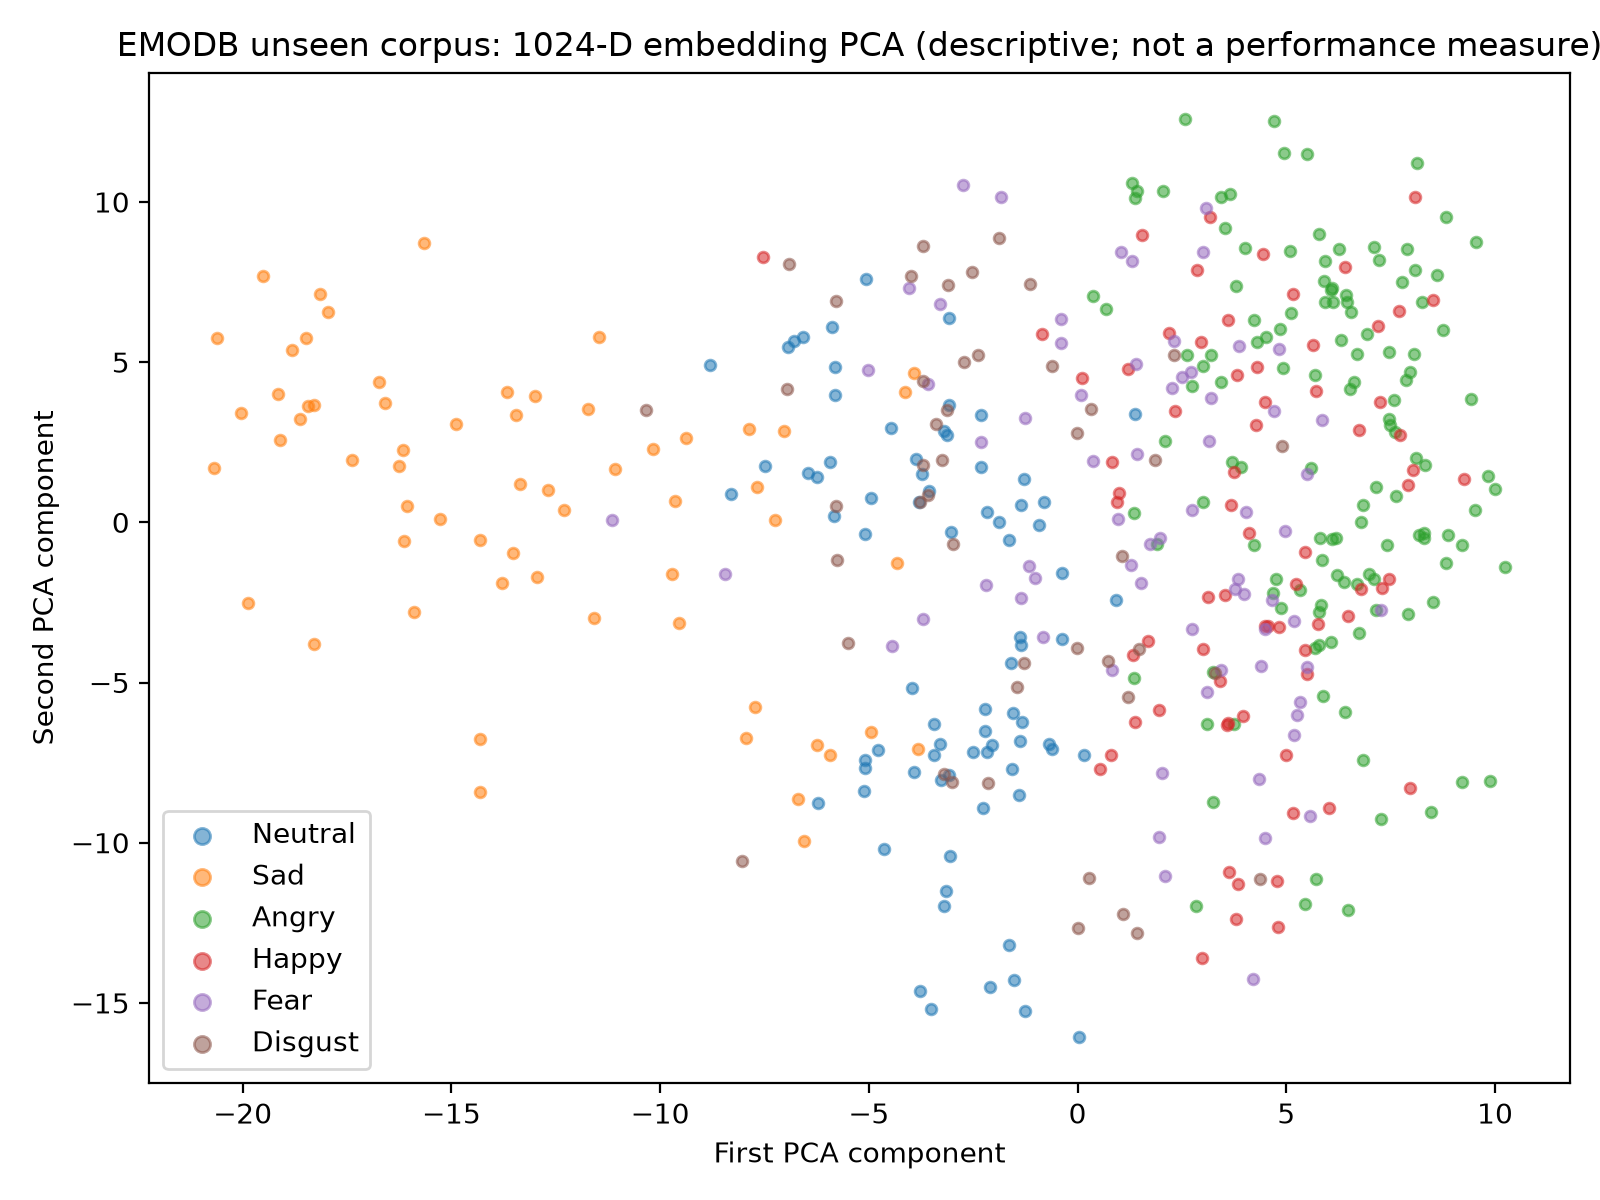 EMODB unseen corpus: 1024-D embedding PCA (descriptive; not a performance measure)
Second PCA component
10
5
0
−5
−10
−15
Neutral
Sad
Angry
Happy
Fear
Disgust
−20
−15
−10
−5
0
5
10
First PCA component